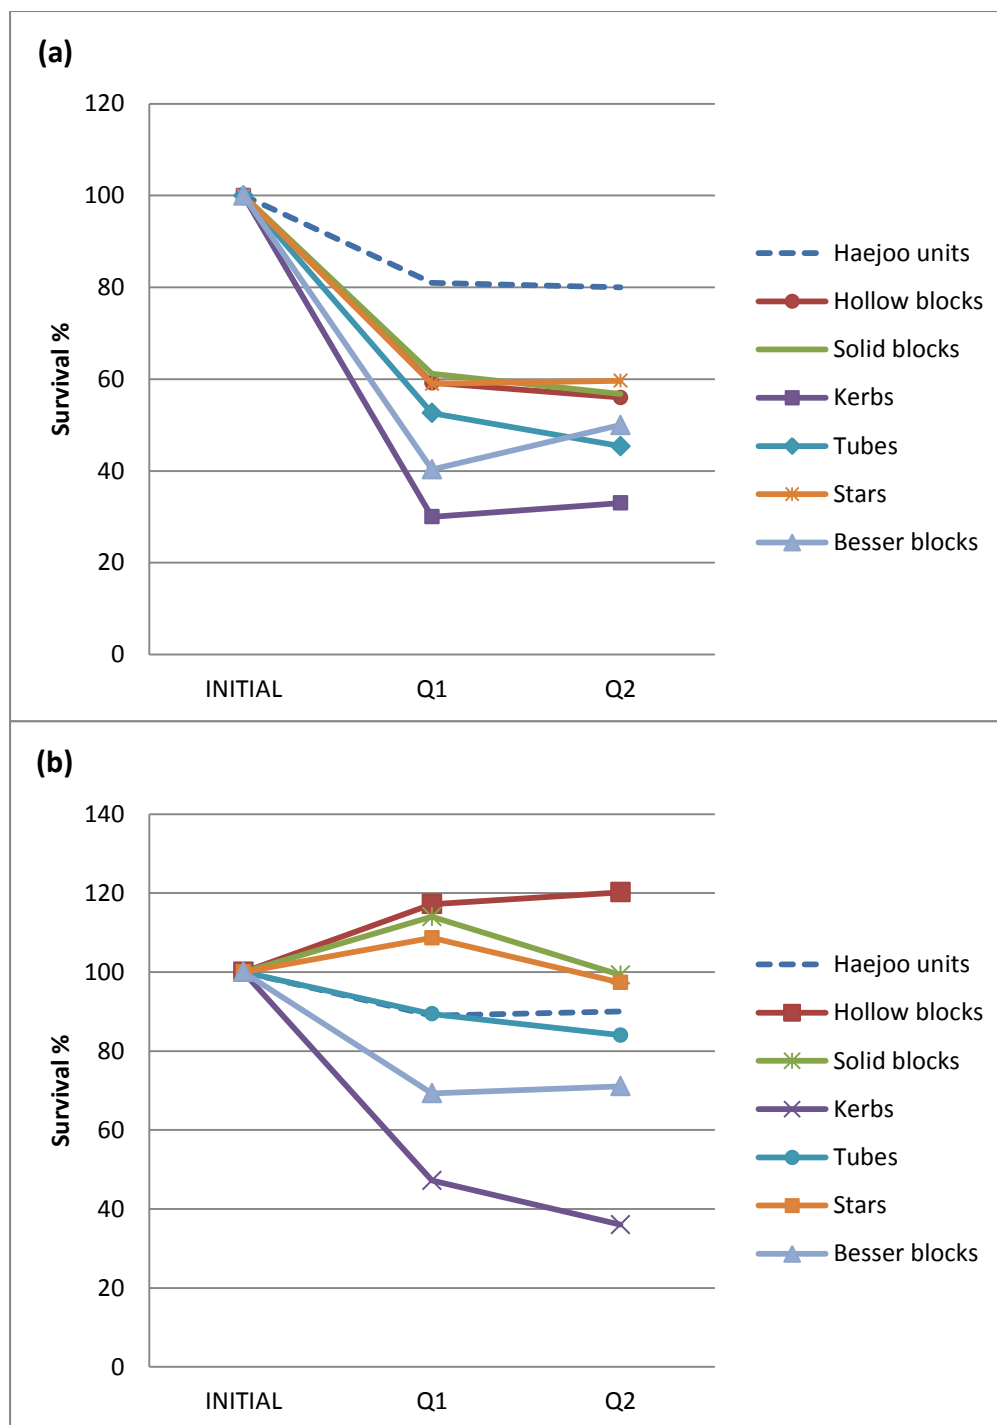 (a)
120
100
80
60
40
20
0
Survival %
INITIAL Q1 Q2
Haejoo units
Hollow blocks
Solid blocks
Kerbs
Tubes
Stars
Besser blocks
(b)
140
120
100
80
60
40
20
0
Survival %
INITIAL Q1 Q2
Haejoo units
Hollow blocks
Solid blocks
Kerbs
Tubes
Stars
Besser blocks